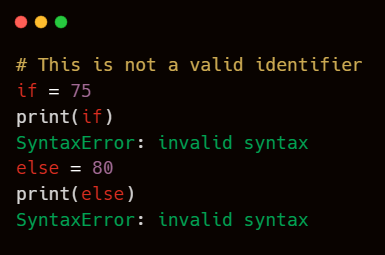 # This is not a valid identifier
if = 75
print(if)
SyntaxError: invalid syntax
else = 80
print(else)
SyntaxError: invalid syntax